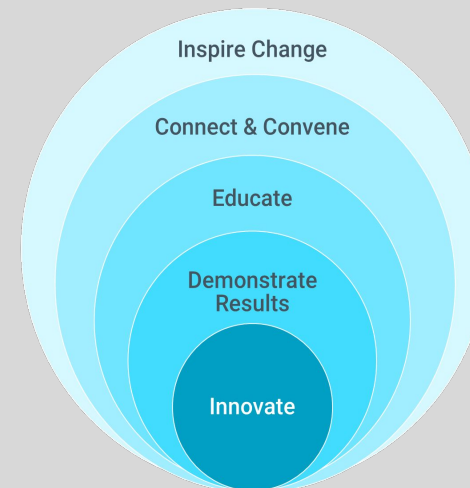 Inspire Change
Connect & Convene
Educate
Demonstrate
Results
Innovate